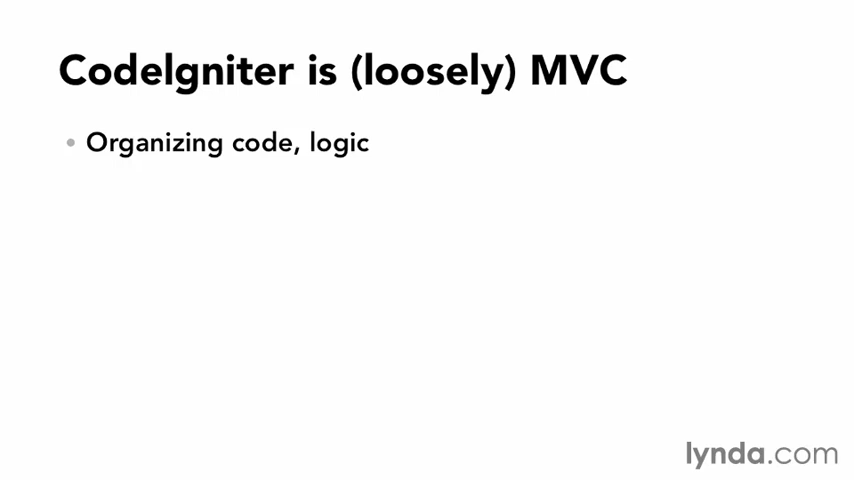 CodeIgniter is (loosely) MVC
• Organizing code, logic
lynda.com